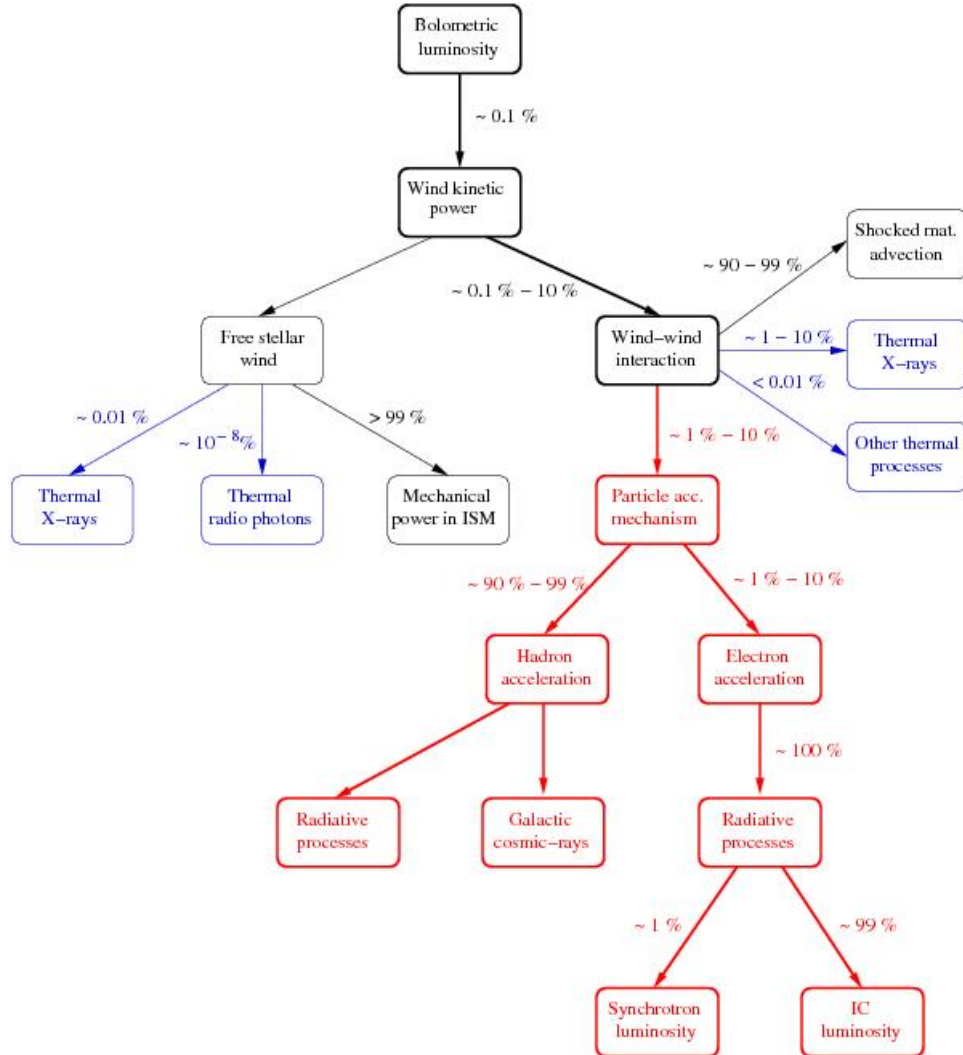 Bolometric
luminosity
~ 0.1 %
Wind kinetic
power
Shocked mat.
advection
~ 90 – 99 %
~ 0.1 % – 10 %
Free stellar
wind
Wind–wind
interaction
~ 1 – 10 %
Thermal
X–rays
< 0.01 %
~ 0.01 %
~ 10⁻⁸%
> 99 %
~ 1 % – 10 %
Other thermal
processes
Thermal
X–rays
Thermal
radio photons
Mechanical
power in ISM
Particle acc.
mechanism
~ 90 % – 99 %
~ 1 % – 10 %
Hadron
acceleration
Electron
acceleration
~ 100 %
Radiative
processes
Galactic
cosmic–rays
Radiative
processes
~ 1 %
~ 99 %
Synchrotron
luminosity
IC
luminosity